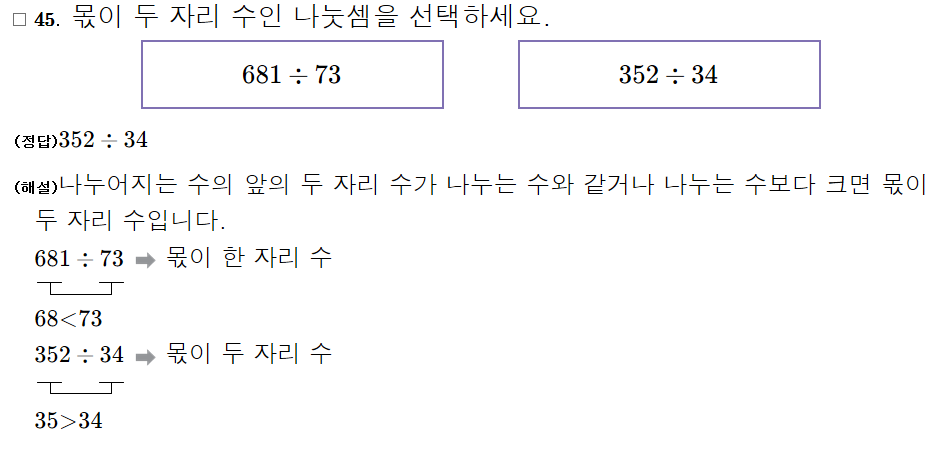 □ 45. 몫이 두 자리 수인 나눗셈을 선택하세요.
681 ÷ 73
352 ÷ 34
(정답)352 ÷ 34
(해설)나누어지는 수의 앞의 두 자리 수가 나누는 수와 같거나 나누는 수보다 크면 몫이
두 자리 수입니다.
681 ÷ 73 ➡ 몫이 한 자리 수
68<73
352 ÷ 34 ➡ 몫이 두 자리 수
35>34